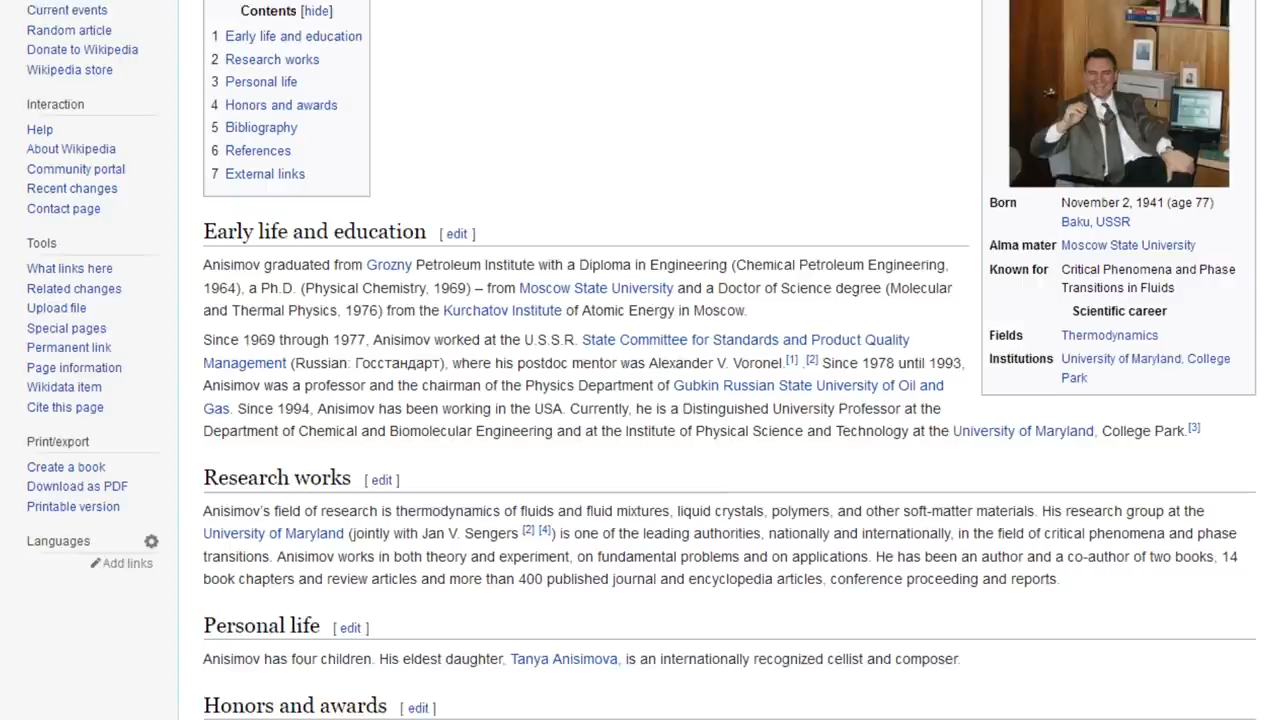 Current events
Random article
Donate to Wikipedia
Wikipedia store
Interaction
Help
About Wikipedia
Community portal
Recent changes
Contact page
Tools
What links here
Related changes
Upload file
Special pages
Permanent link
Page information
Wikidata item
Cite this page
Print/export
Create a book
Download as PDF
Printable version
Languages
Add links
Contents [hide]
1 Early life and education
2 Research works
3 Personal life
4 Honors and awards
5 Bibliography
6 References
7 External links
Early life and education [ edit ]
Anisimov graduated from Grozny Petroleum Institute with a Diploma in Engineering (Chemical Petroleum Engineering,
1964), a Ph.D. (Physical Chemistry, 1969) – from Moscow State University and a Doctor of Science degree (Molecular
and Thermal Physics, 1976) from the Kurchatov Institute of Atomic Energy in Moscow.
Since 1969 through 1977, Anisimov worked at the U.S.S.R. State Committee for Standards and Product Quality
Management (Russian: Госстандарт), where his postdoc mentor was Alexander V. Voronel.[1] .[2] Since 1978 until 1993,
Anisimov was a professor and the chairman of the Physics Department of Gubkin Russian State University of Oil and
Gas. Since 1994, Anisimov has been working in the USA. Currently, he is a Distinguished University Professor at the
Department of Chemical and Biomolecular Engineering and at the Institute of Physical Science and Technology at the University of Maryland, College Park.[3]
Research works [ edit ]
Anisimov's field of research is thermodynamics of fluids and fluid mixtures, liquid crystals, polymers, and other soft-matter materials. His research group at the
University of Maryland (jointly with Jan V. Sengers [2] [4]) is one of the leading authorities, nationally and internationally, in the field of critical phenomena and phase
transitions. Anisimov works in both theory and experiment, on fundamental problems and on applications. He has been an author and a co-author of two books, 14
book chapters and review articles and more than 400 published journal and encyclopedia articles, conference proceeding and reports.
Personal life [ edit ]
Anisimov has four children. His eldest daughter, Tanya Anisimova, is an internationally recognized cellist and composer.
Honors and awards [ edit ]
Born November 2, 1941 (age 77)
Baku, USSR
Alma mater Moscow State University
Known for Critical Phenomena and Phase
Transitions in Fluids
Scientific career
Fields Thermodynamics
Institutions University of Maryland, College
Park